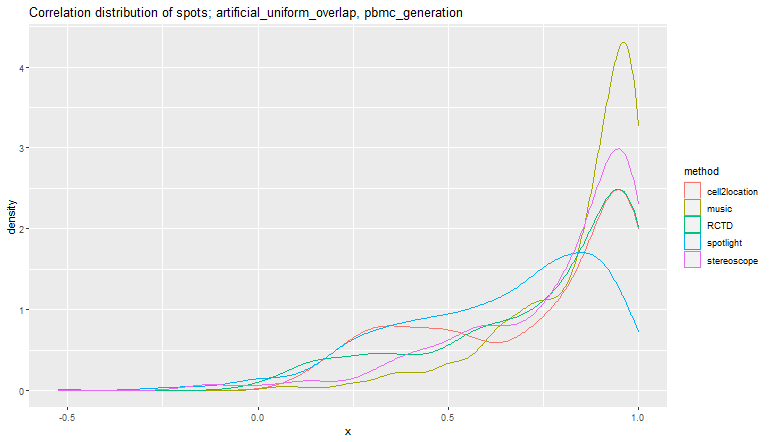 Correlation distribution of spots; artificial_uniform_overlap, pbmc_generation
4
3
2
1
0
density
-0.5
0.0
0.5
1.0
x
method
cell2location
music
RCTD
spotlight
stereoscope